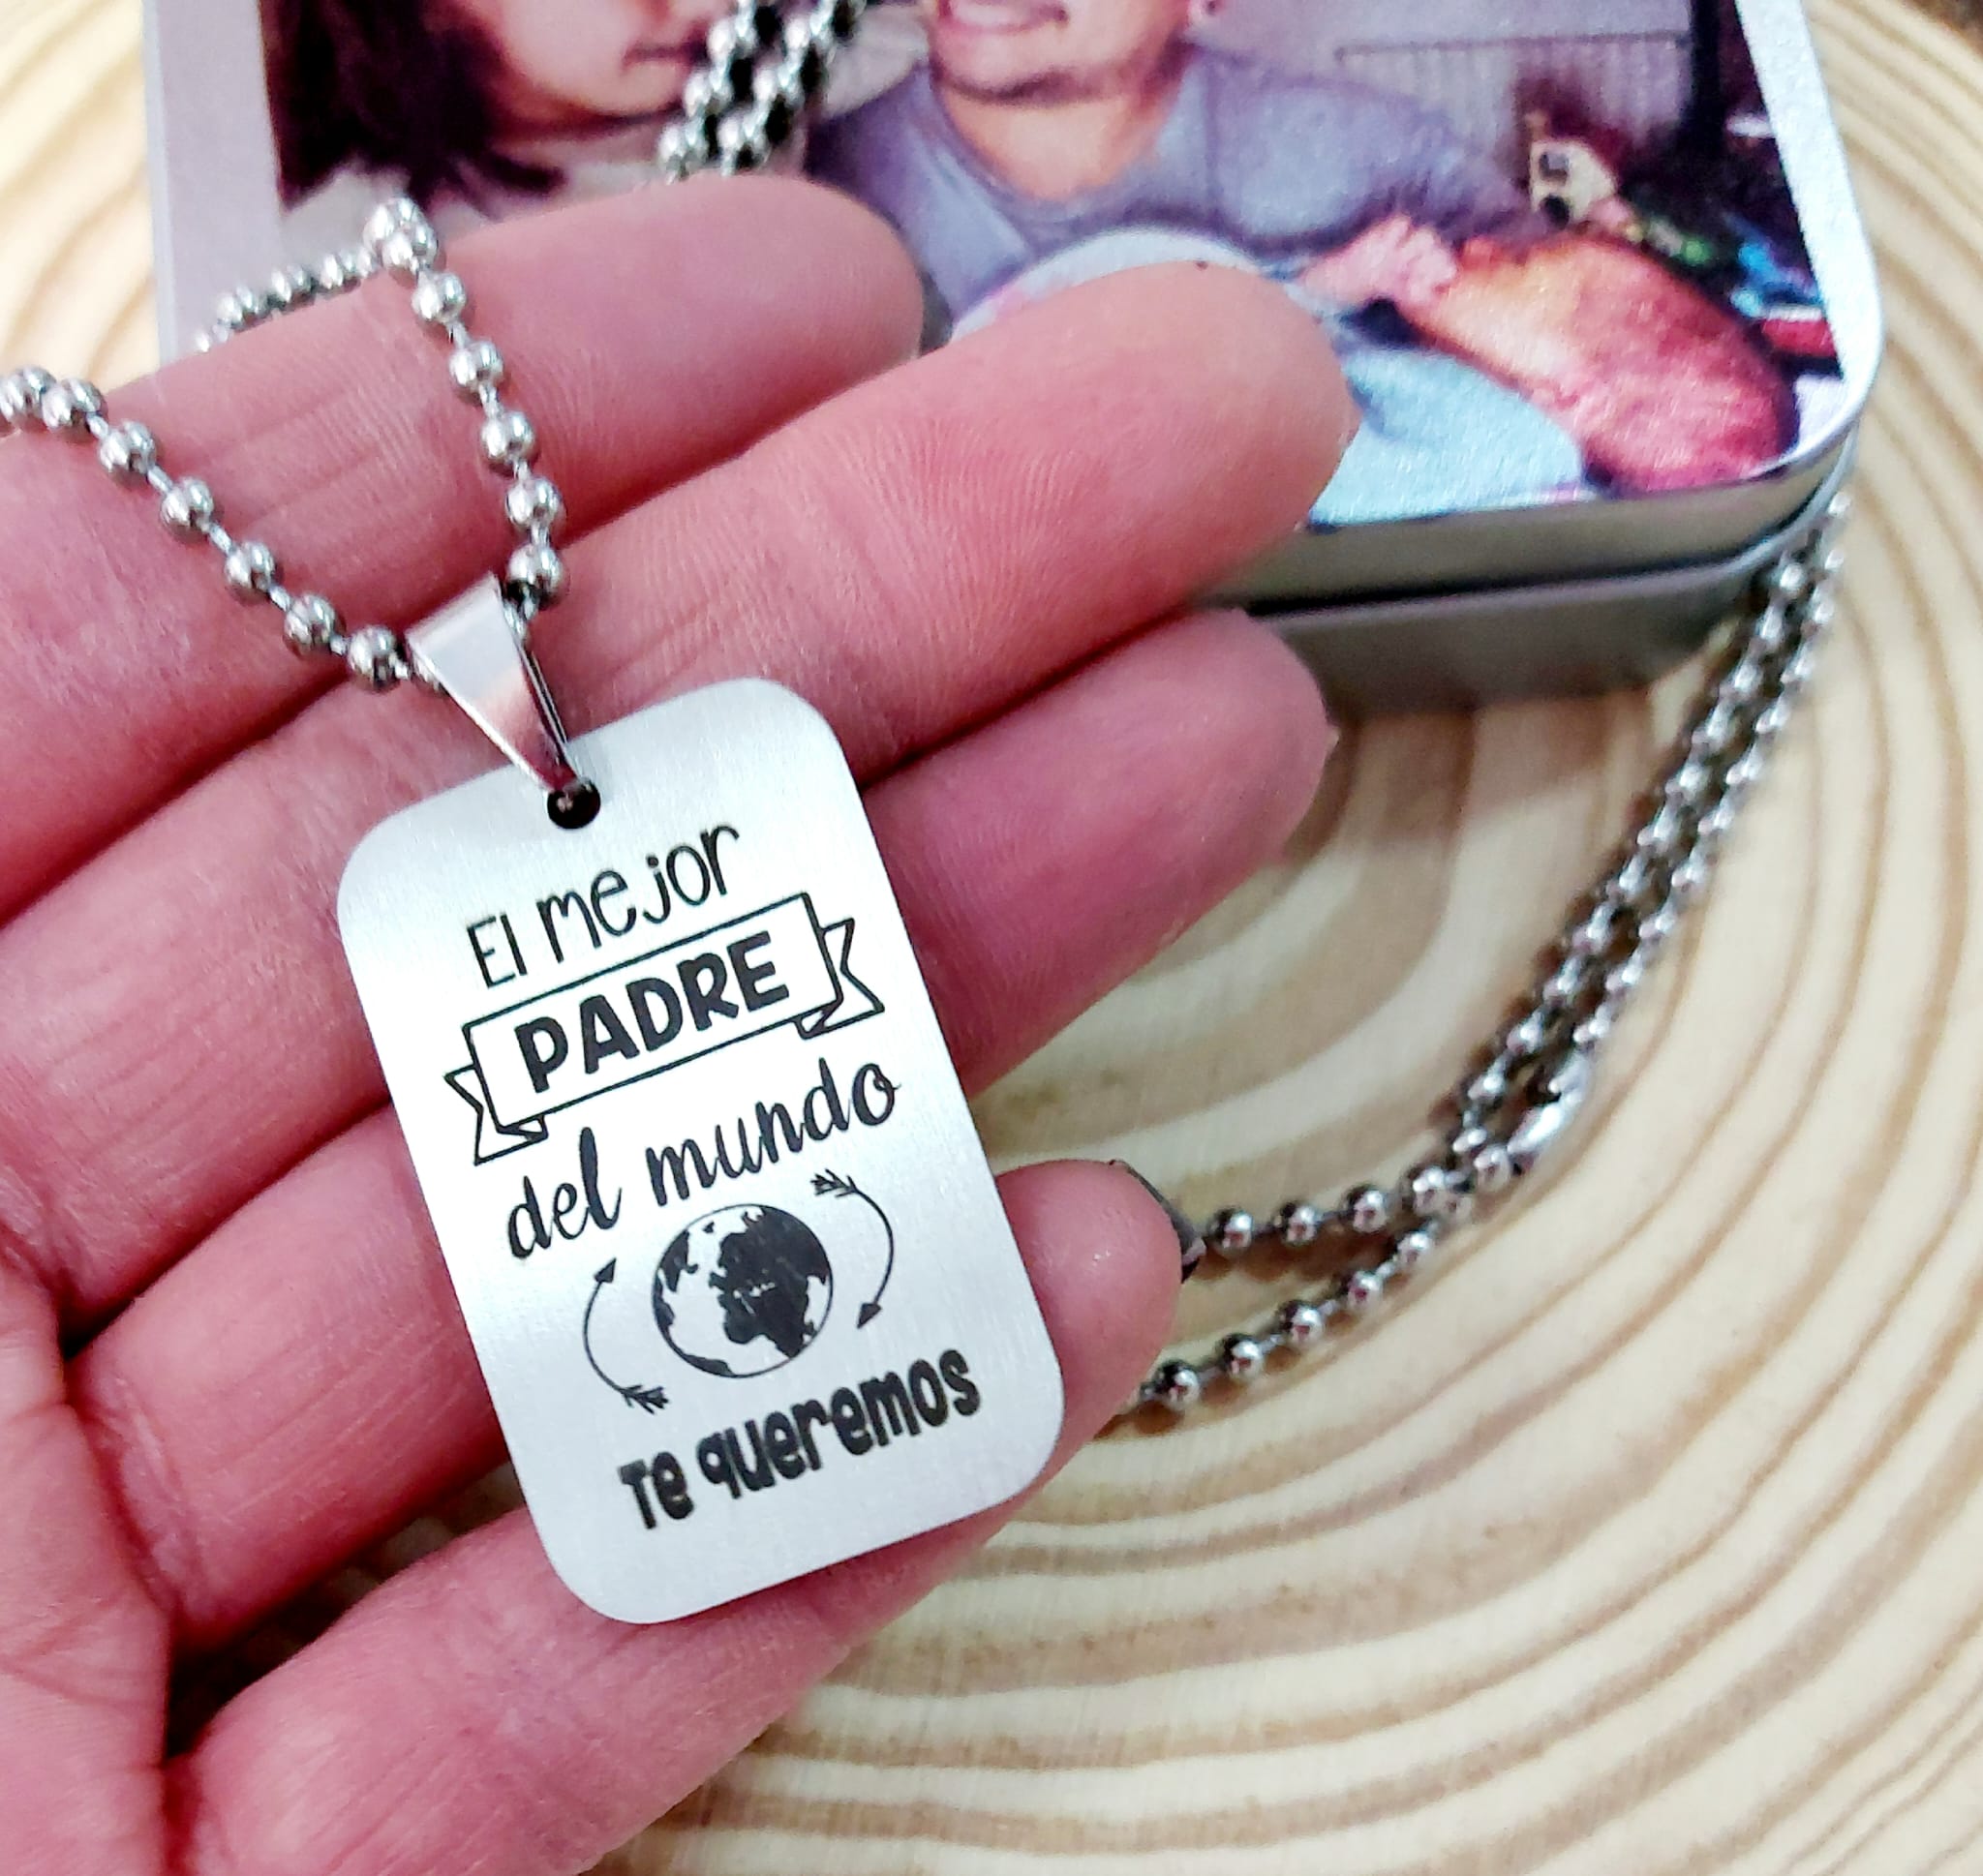 El mejor
PADRE
del mundo
Te queremos